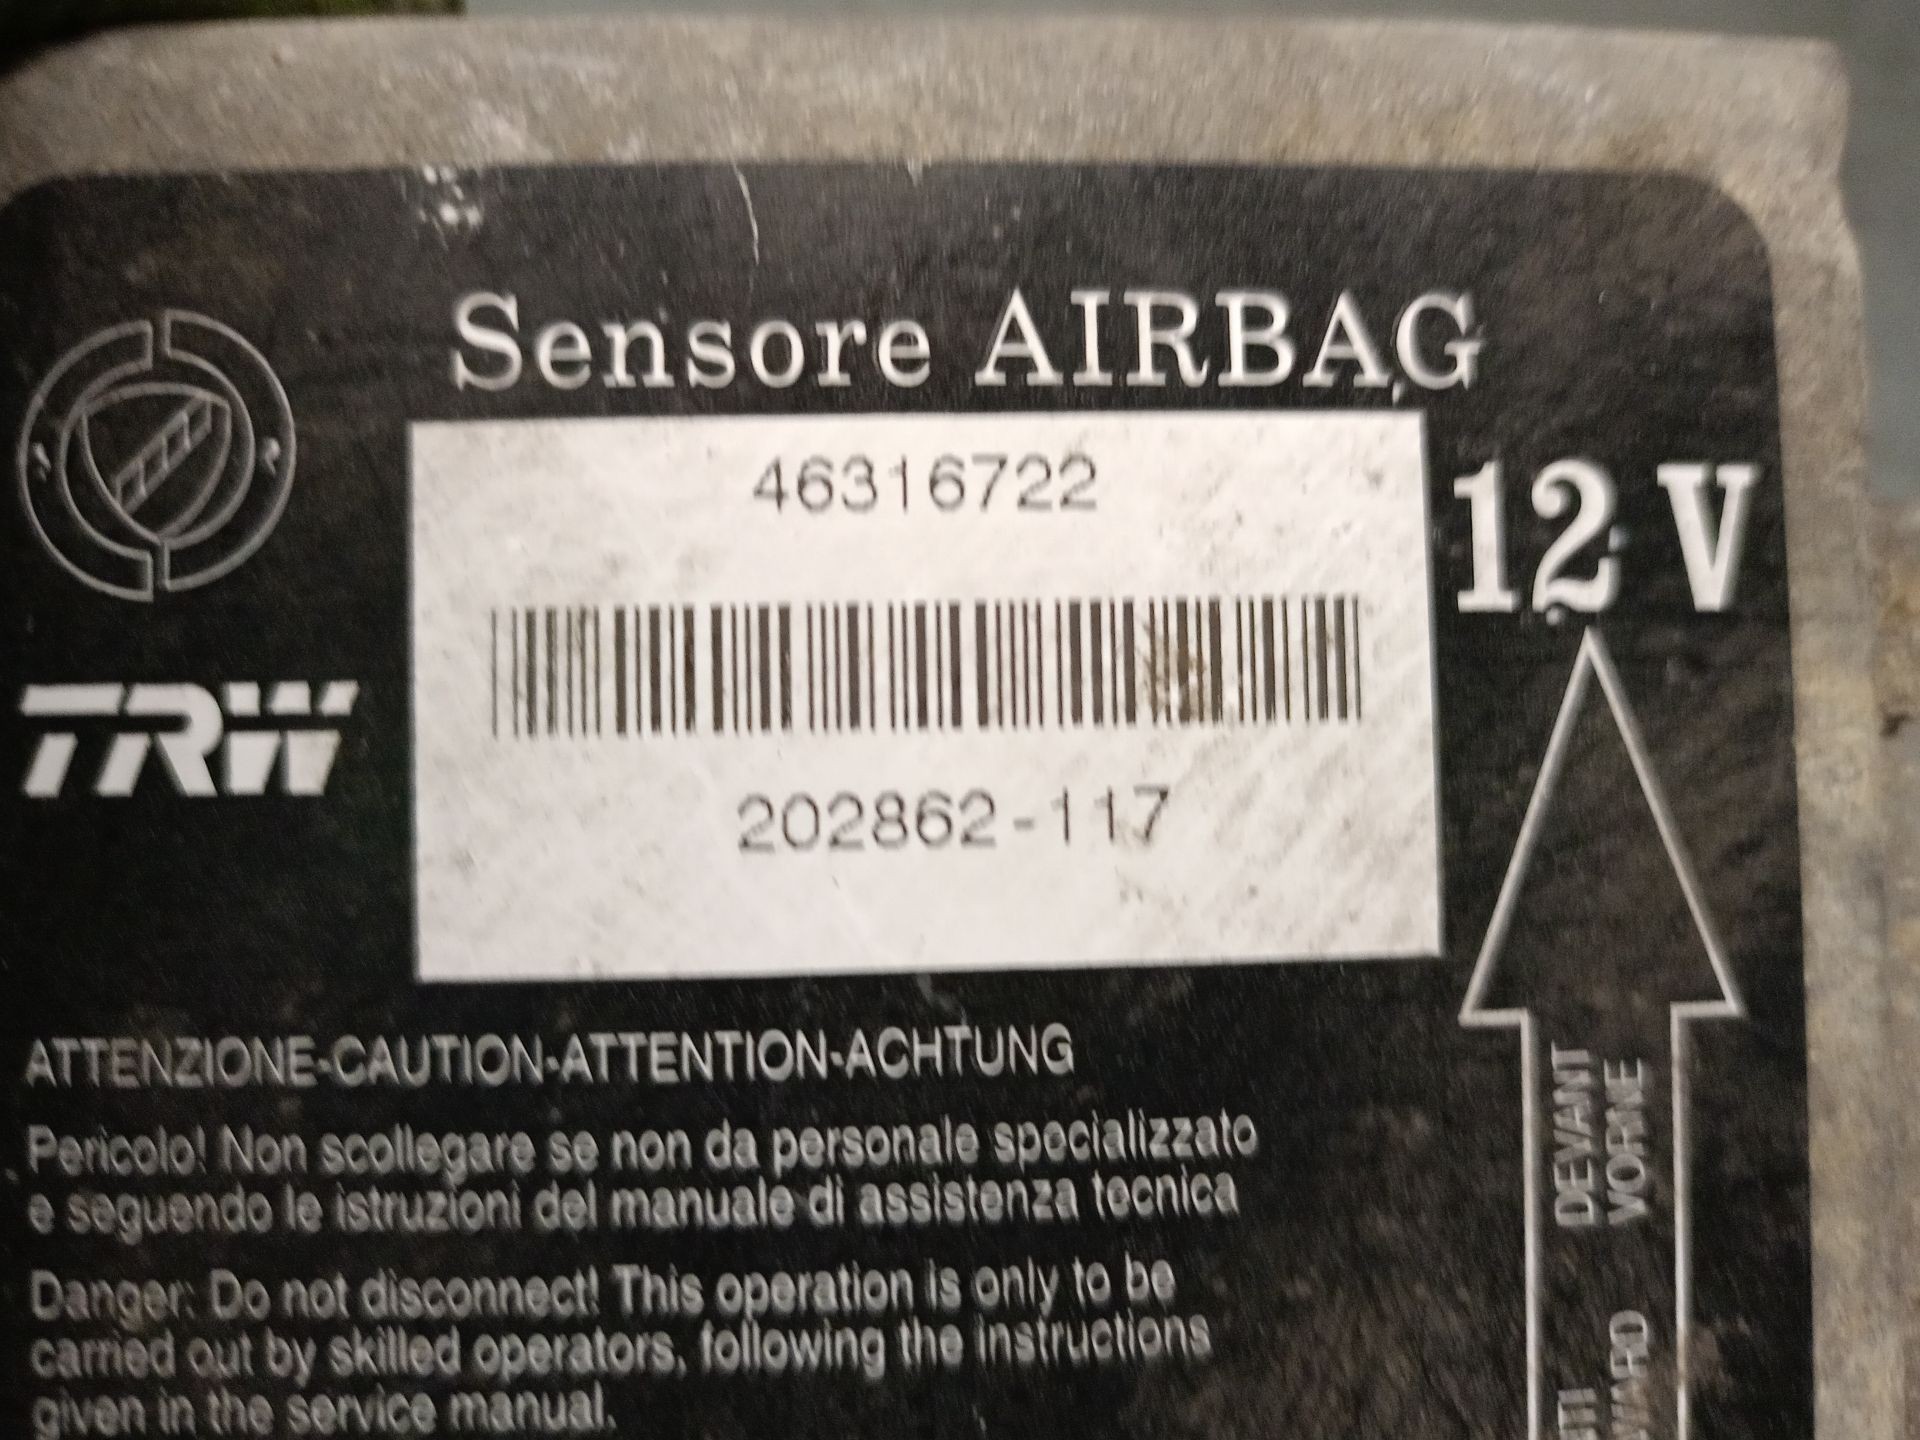 Sensore AIRBAG
46316722
12 V
TRW
202862-117
ATTENZIONE-CAUTION-ATTENTION-ACHTUNG
Pericolo! Non scollegare se non da personale specializzato
e seguendo le istruzioni del manuale di assistenza tecnica
Danger: Do not disconnect! This operation is only to be
carried out by skilled operators, following the instructions
given in the service manual.
DEVANT
VORNE